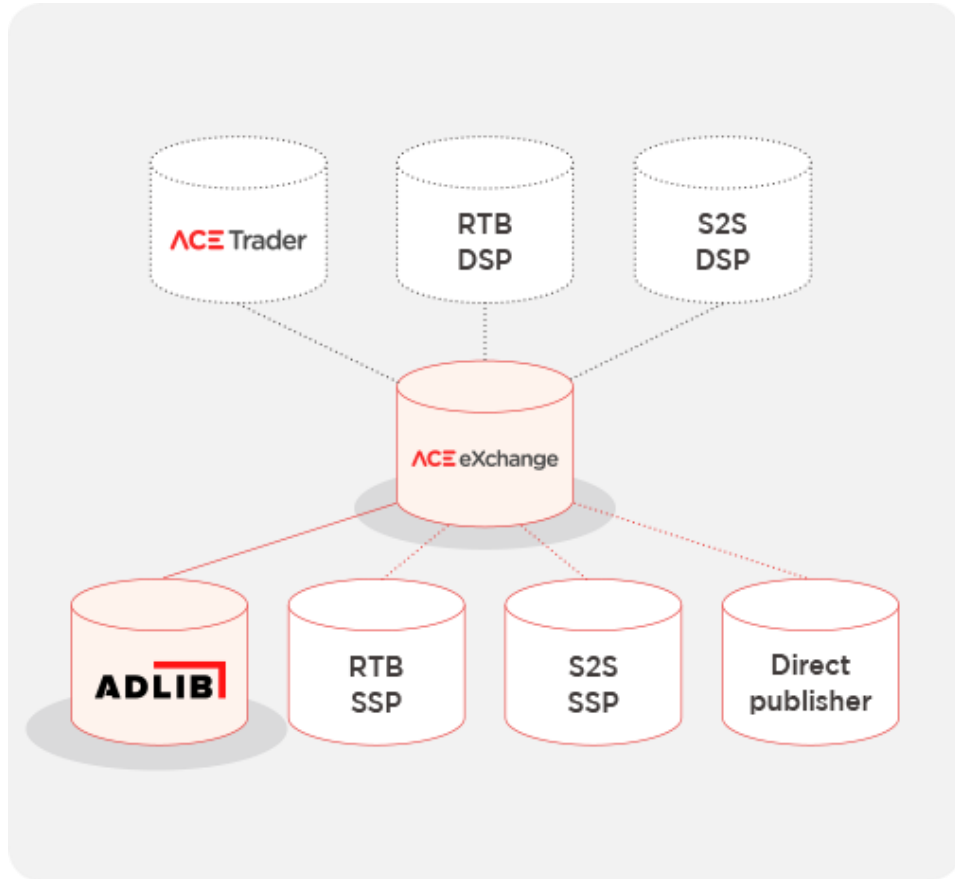 ACE Trader
RTB
DSP
S2S
DSP
ACE eXchange
ADLIB
RTB
SSP
S2S
SSP
Direct
publisher